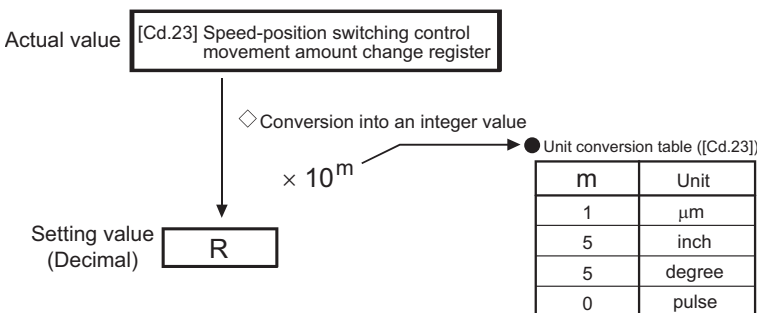 Actual value
[Cd.23] Speed-position switching control
movement amount change register
◇ Conversion into an integer value
× 10^m
● Unit conversion table ([Cd.23])
m Unit
1 μm
5 inch
5 degree
0 pulse
Setting value
(Decimal)
R